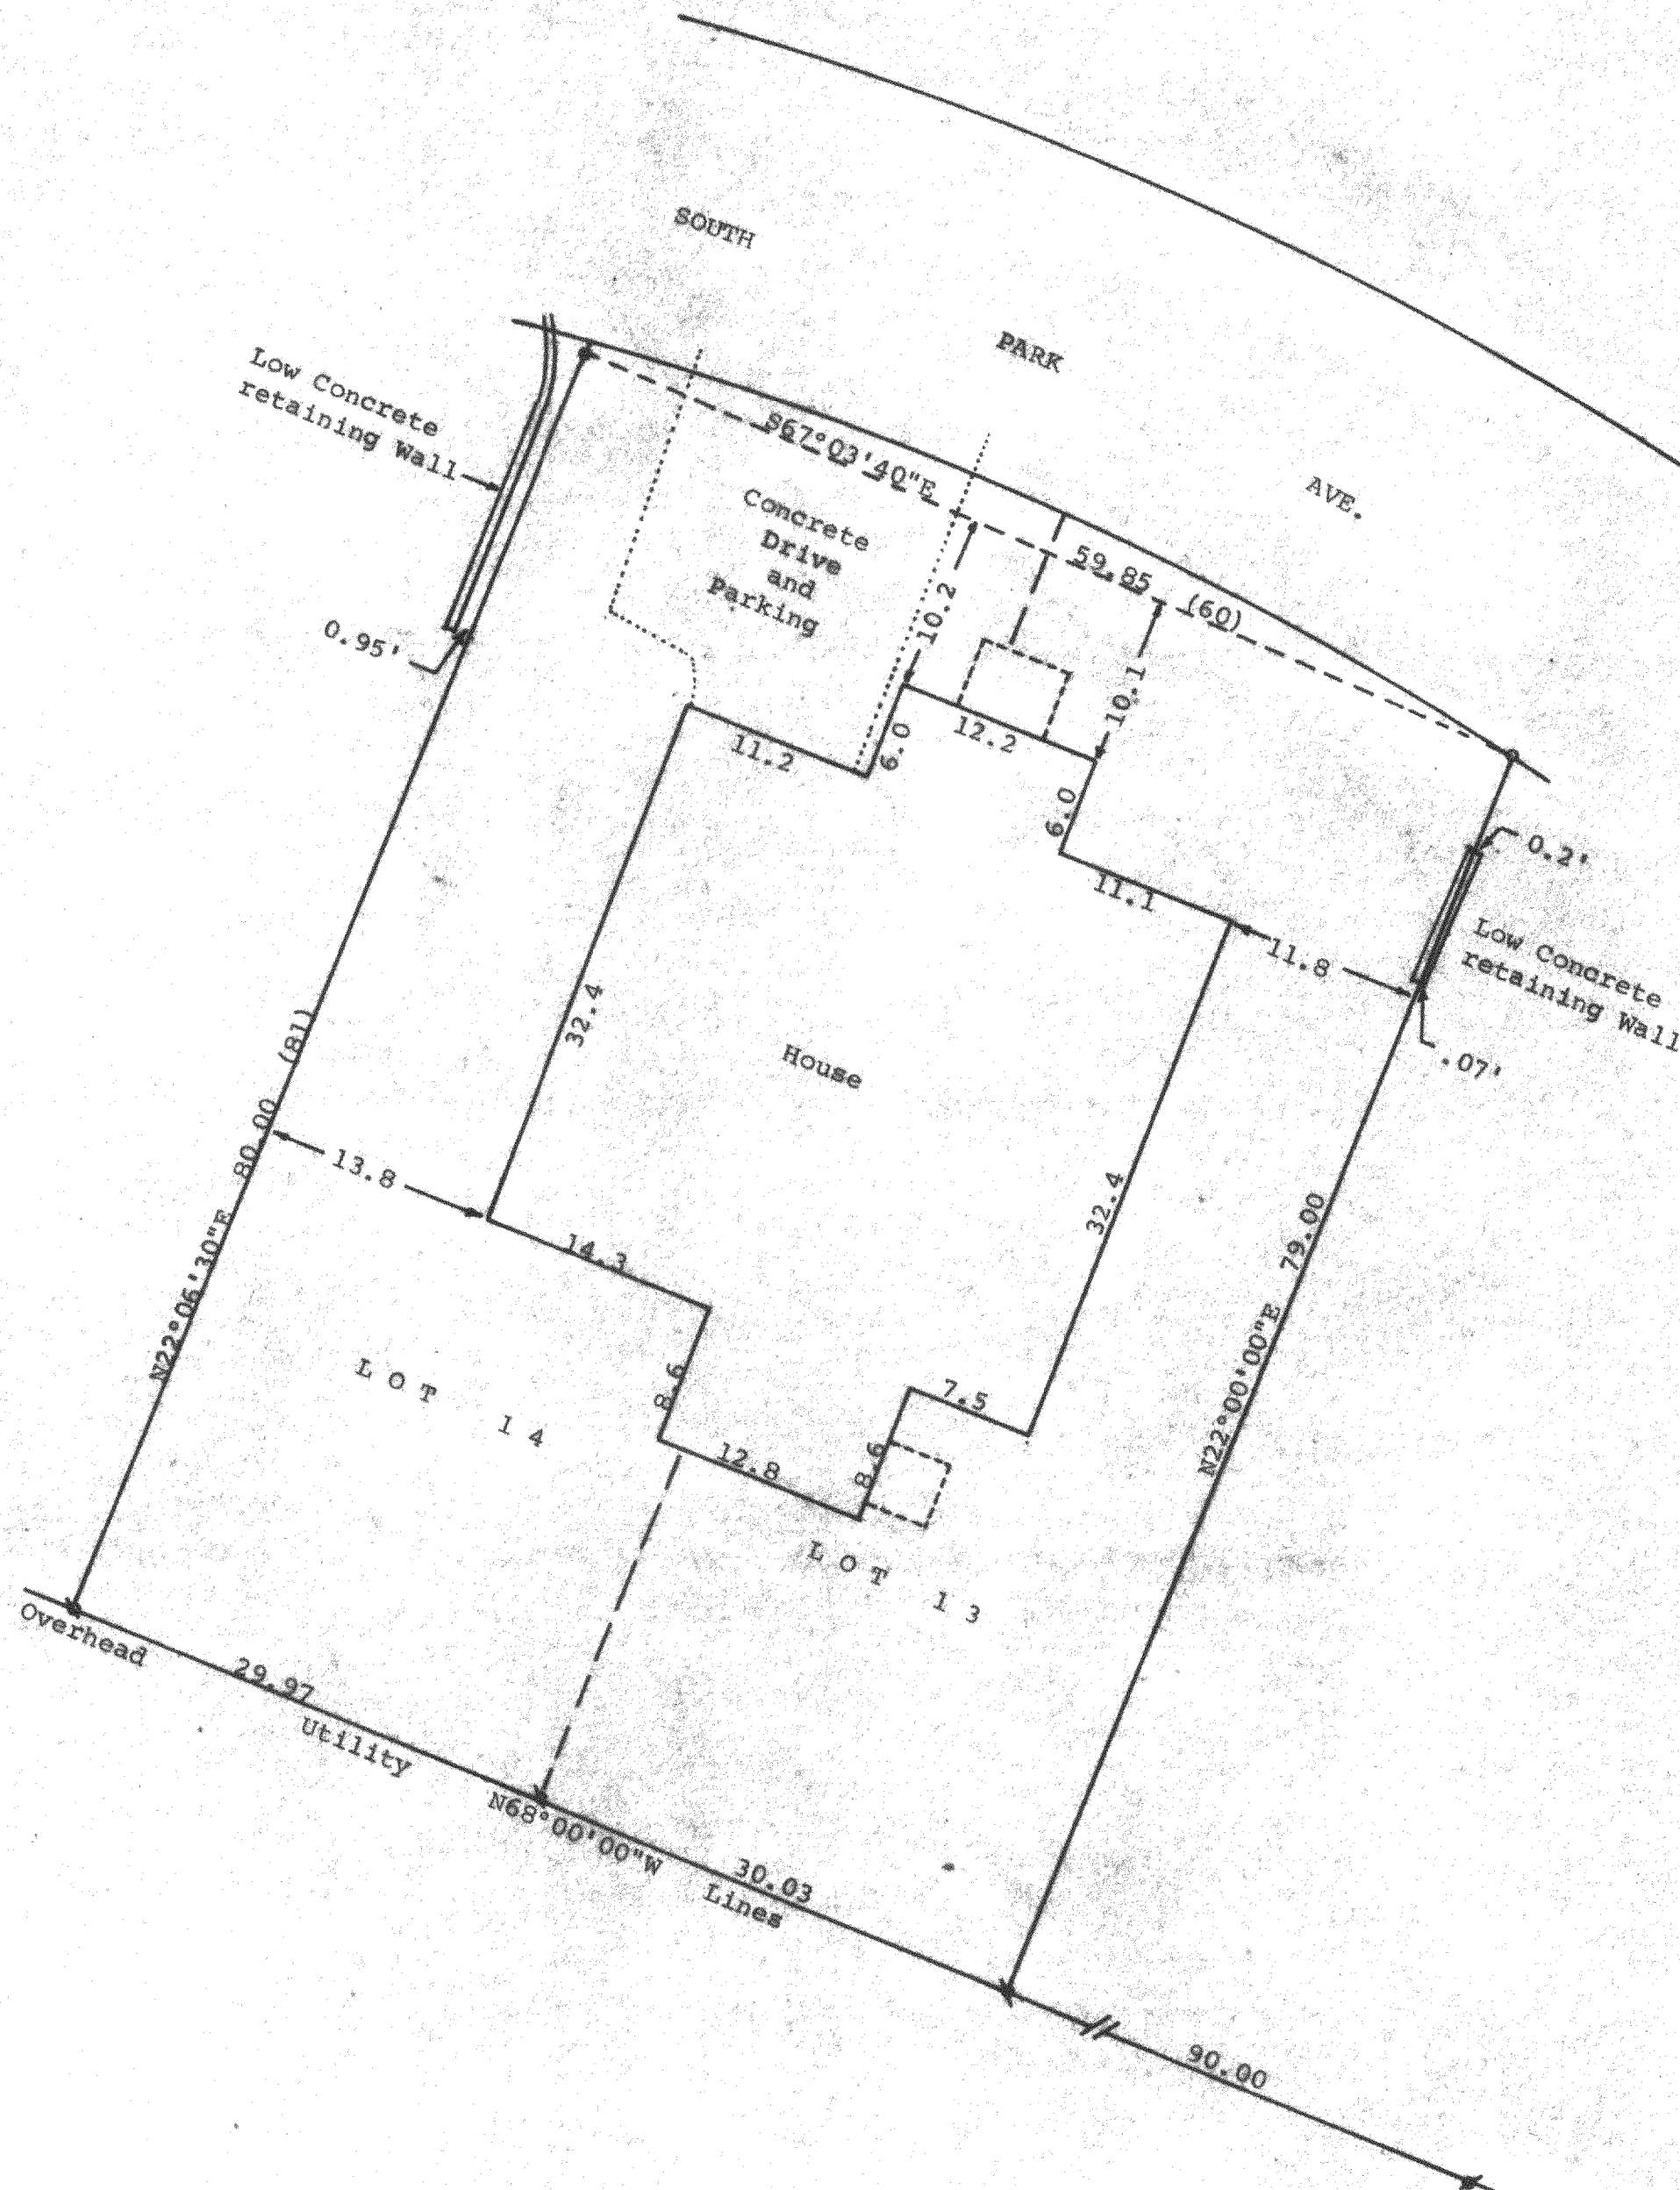 SOUTH
PARK
AVE.
Low Concrete
retaining Wall
S67°03'40"E
59.85 (60)
Concrete
Drive
and
Parking
10.2
10.1
0.95'
11.2
6.0
12.2
6.0
11.1
0.2'
11.8
Low Concrete
retaining Wall
.07'
32.4
House
80.00 (81)
13.8
32.4
79.00
N22°06'30"E
14.3
N22°00'00"E
LOT 14
8.6
7.5
12.8
8.6
LOT 13
Overhead
29.97
Utility
N68°00'00"W
30.03
Lines
90.00